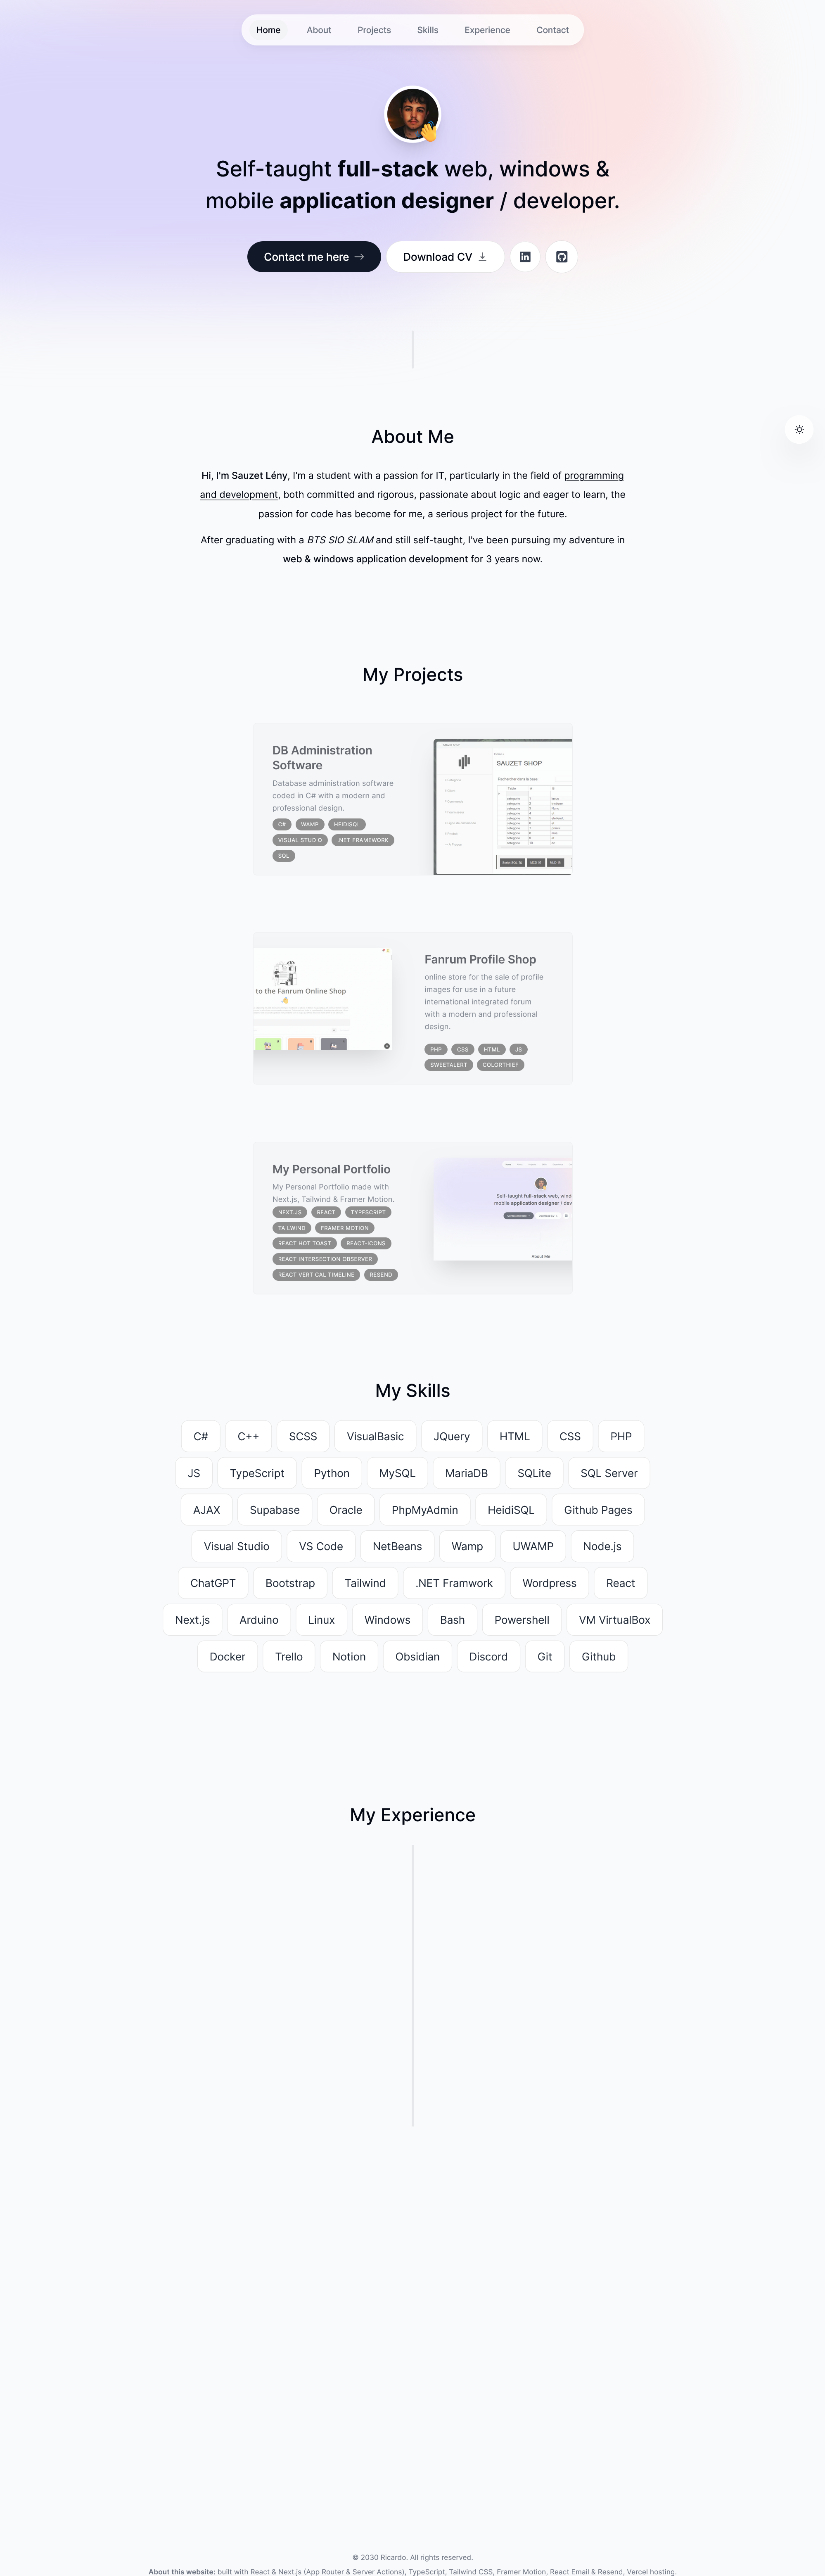 Home About Projects Skills Experience Contact
Self-taught full-stack web, windows &
mobile application designer / developer.
Contact me here
Download CV
About Me
Hi, I'm Sauzet Lény, I'm a student with a passion for IT, particularly in the field of programming
and development, both committed and rigorous, passionate about logic and eager to learn, the
passion for code has become for me, a serious project for the future.
After graduating with a BTS SIO SLAM and still self-taught, I've been pursuing my adventure in
web & windows application development for 3 years now.
My Projects
DB Administration
Software
Database administration software
coded in C# with a modern and
professional design.
C# WAMP HEIDISQL
VISUAL STUDIO .NET FRAMEWORK
SQL
SAUZET SHOP
to the Fanrum Online Shop
Fanrum Profile Shop
online store for the sale of profile
images for use in a future
international integrated forum
with a modern and professional
design.
PHP CSS HTML JS
SWEETALERT COLORTHIEF
My Personal Portfolio
My Personal Portfolio made with
Next.js, Tailwind & Framer Motion.
NEXT.JS REACT TYPESCRIPT
TAILWIND FRAMER MOTION
REACT HOT TOAST REACT-ICONS
REACT INTERSECTION OBSERVER
REACT VERTICAL TIMELINE RESEND
Self-taught full-stack web,
mobile application designer /
About Me
My Skills
C# C++ SCSS VisualBasic JQuery HTML CSS PHP
JS TypeScript Python MySQL MariaDB SQLite SQL Server
AJAX Supabase Oracle PhpMyAdmin HeidiSQL Github Pages
Visual Studio VS Code NetBeans Wamp UWAMP Node.js
ChatGPT Bootstrap Tailwind .NET Framwork Wordpress React
Next.js Arduino Linux Windows Bash Powershell VM VirtualBox
Docker Trello Notion Obsidian Discord Git Github
My Experience
© 2030 Ricardo. All rights reserved.
About this website: built with React & Next.js (App Router & Server Actions), TypeScript, Tailwind CSS, Framer Motion, React Email & Resend, Vercel hosting.